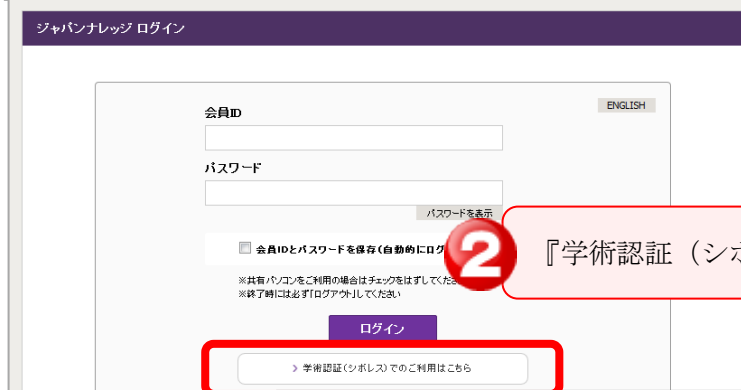 ジャパンナレッジ ログイン
ENGLISH
会員ID
パスワード
パスワードを表示
会員IDとパスワードを保存(自動的にログ
2
『学術認証（シボ
※共有パソコンをご利用の場合はチェックをはずしてくださ
※終了時には必ず「ログアウト」してください
ログイン
> 学術認証(シボレス)でのご利用はこちら